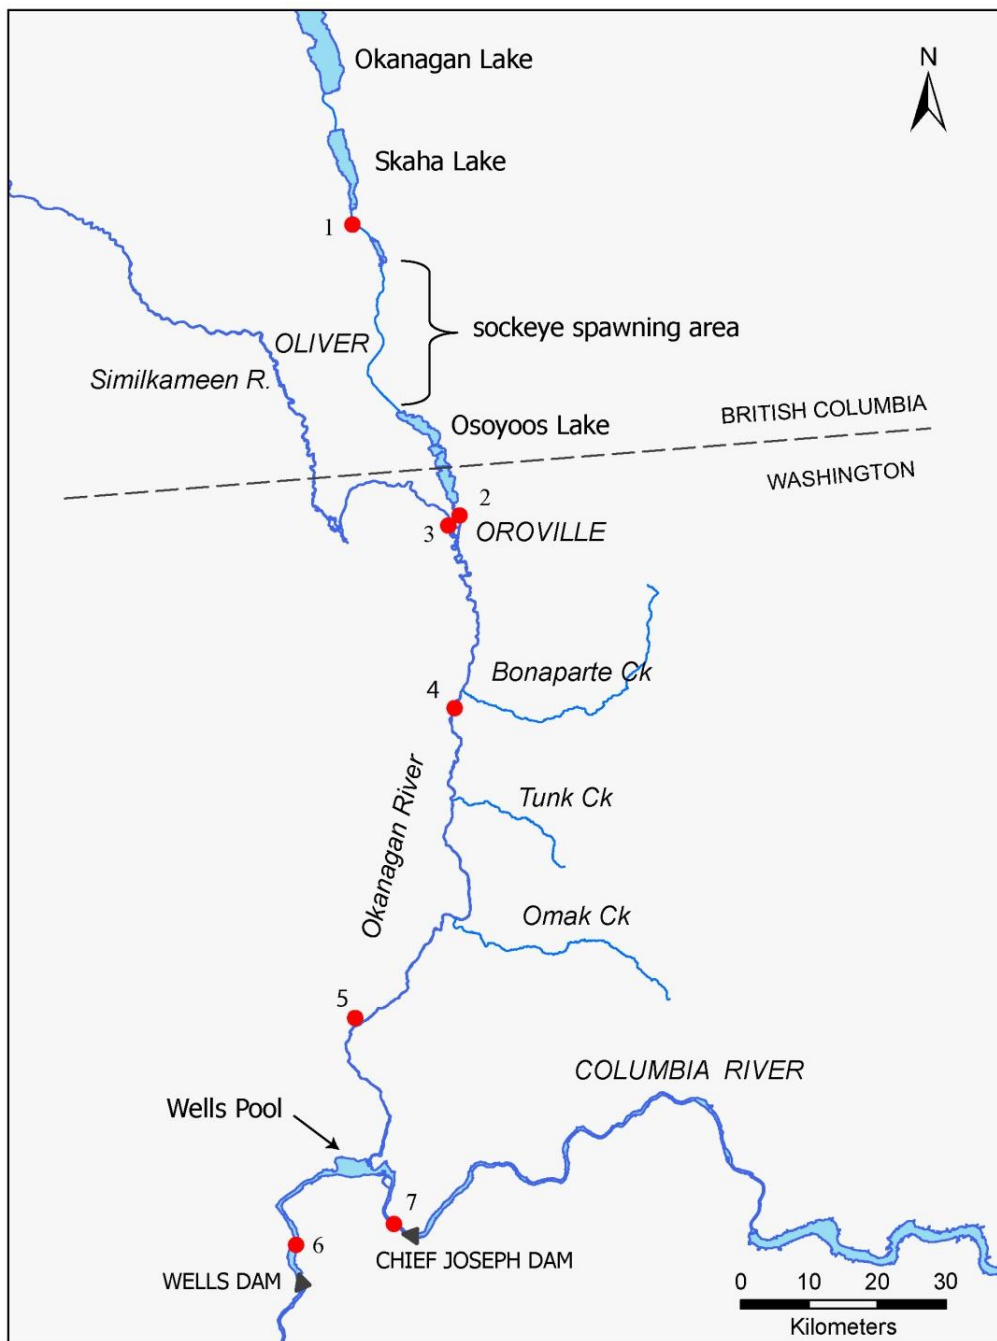 Okanagan Lake
N
Skaha Lake
1
sockeye spawning area
OLIVER
Similkameen R.
BRITISH COLUMBIA
Osoyoos Lake
WASHINGTON
2
3
OROVILLE
Bonaparte Ck
4
Okanagan River
Tunk Ck
Omak Ck
5
COLUMBIA RIVER
Wells Pool
7
6
CHIEF JOSEPH DAM
WELLS DAM
0 10 20 30
Kilometers